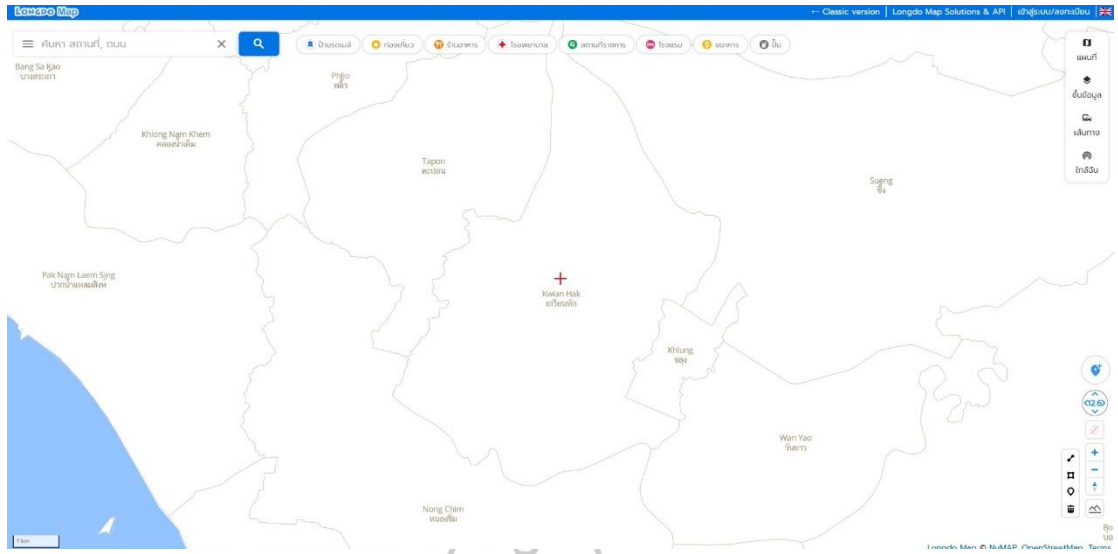 LONGDO Map
← Classic version | Longdo Map Solutions & API | เข้าสู่ระบบ/ลงทะเบียน
ค้นหา สถานที่, ถนน
ป้ายรถเมล์
ท่องเที่ยว
ร้านอาหาร
โรงพยาบาล
สถานที่ราชการ
โรงแรม
ธนาคาร
ปั๊ม
แผนที่
ชั้นข้อมูล
เส้นทาง
ใกล้ฉัน
Bang Sa Kao
บางสระเก้า
Phlio
พลิ้ว
Khlong Nam Khem
คลองน้ำเค็ม
Tapon
ตะปอน
Sueng
ซึ้ง
Pak Nam Laem Sing
ปากน้ำแหลมสิงห์
Kwian Hak
เกวียนหัก
Khlung
ขลุง
12.6
Wan Yao
วันยาว
Nong Chim
หนองชิ่ม
1 km
Bo
บ่อ
Longdo Map © NuMAP, OpenStreetMap, Terms